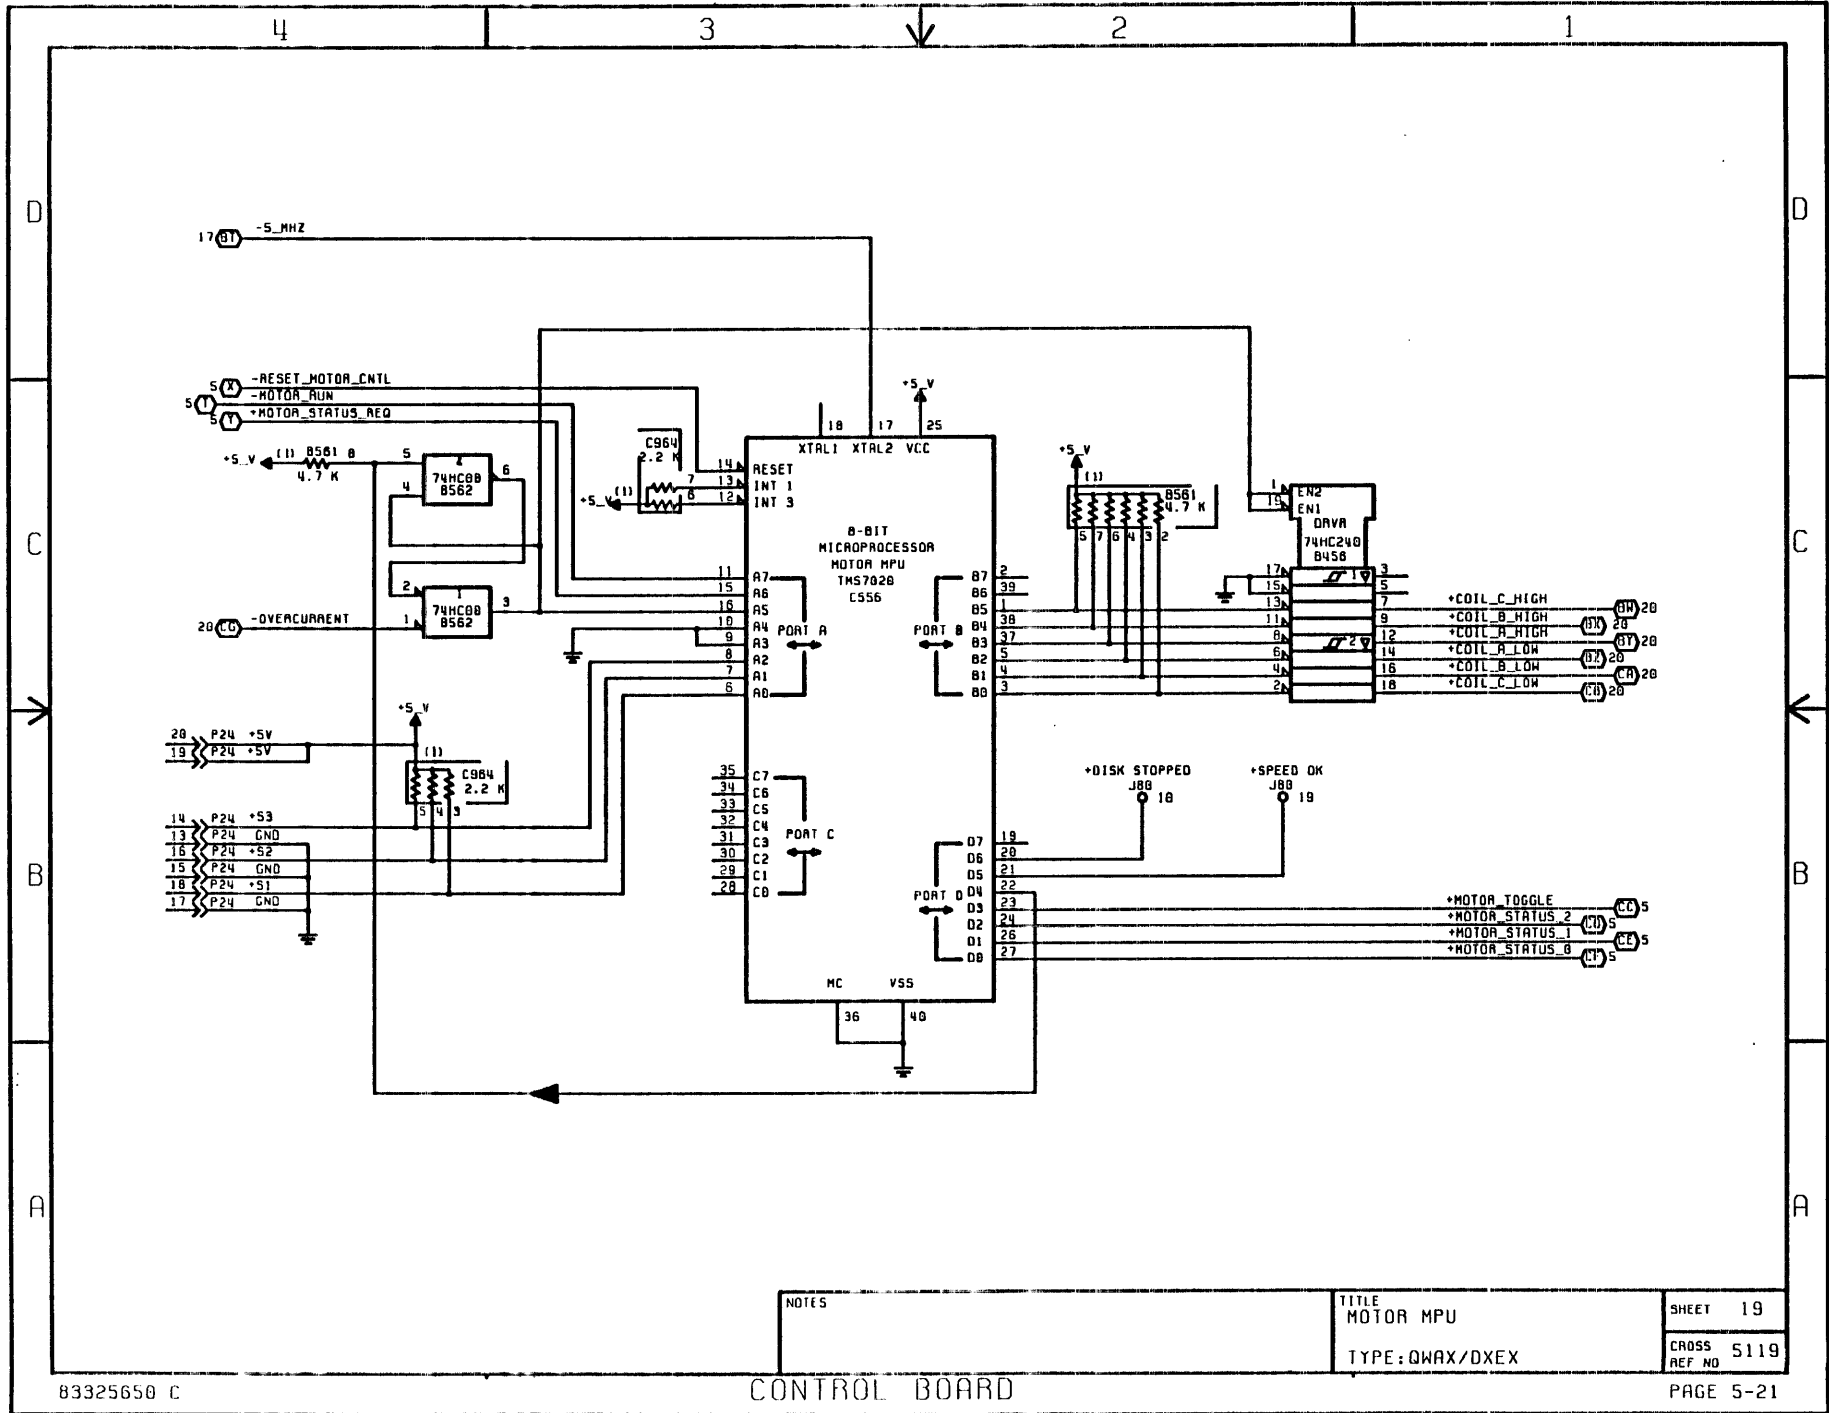 4 3 2 1
D D
17 BT -5_MHZ
5 X -RESET_MOTOR_CNTL
5 T -MOTOR_RUN
5 Y +MOTOR_STATUS_REQ
+5_V (1) B561 8
4.7 K
5 4 6
74HC00
B562
2 1 3
74HC00
B562
20 CG -OVERCURRENT
C964
2.2 K
+5_V (1) 7
+5_V
18 17 25
XTAL1 XTAL2 VCC
14 RESET
13 INT 1
12 INT 3
8-BIT
MICROPROCESSOR
MOTOR MPU
TMS7020
C556
11 A7
15 A6
16 A5
10 A4
9 A3
8 A2
7 A1
6 A0
PORT A
B7 2
B6 39
B5 1
B4 38
B3 37
B2 5
B1 4
B0 3
PORT B
+5_V
(1)
B561
4.7 K
5 7 6 4 3 2
1 EN2
19 EN1
DRVR
74HC240
B456
17 1 3
15 5
13 7 +COIL_C_HIGH BW 20
11 9 +COIL_B_HIGH BX 20
8 2 12 +COIL_A_HIGH BY 20
6 14 +COIL_A_LOW BZ 20
4 16 +COIL_B_LOW CA 20
2 18 +COIL_C_LOW CB 20
C C
+5_V
(1)
C964
2.2 K
5 4 3
20 P24 +5V
19 P24 +5V
14 P24 +S3
13 P24 GND
16 P24 +S2
15 P24 GND
18 P24 +S1
17 P24 GND
35 C7
34 C6
33 C5
32 C4
31 C3
30 C2
29 C1
28 C0
PORT C
D7 19
D6 20
D5 21
D4 22
D3 23
D2 24
D1 26
D0 27
PORT D
+DISK STOPPED
J80
18
+SPEED OK
J80
19
+MOTOR_TOGGLE CC 5
+MOTOR_STATUS_2 CD 5
+MOTOR_STATUS_1 CE 5
+MOTOR_STATUS_0 CF 5
MC VSS
36 40
B B
A A
NOTES
TITLE
MOTOR MPU
TYPE:QWAX/DXEX
SHEET 19
CROSS REF NO 5119
83325650 C
CONTROL BOARD
PAGE 5-21